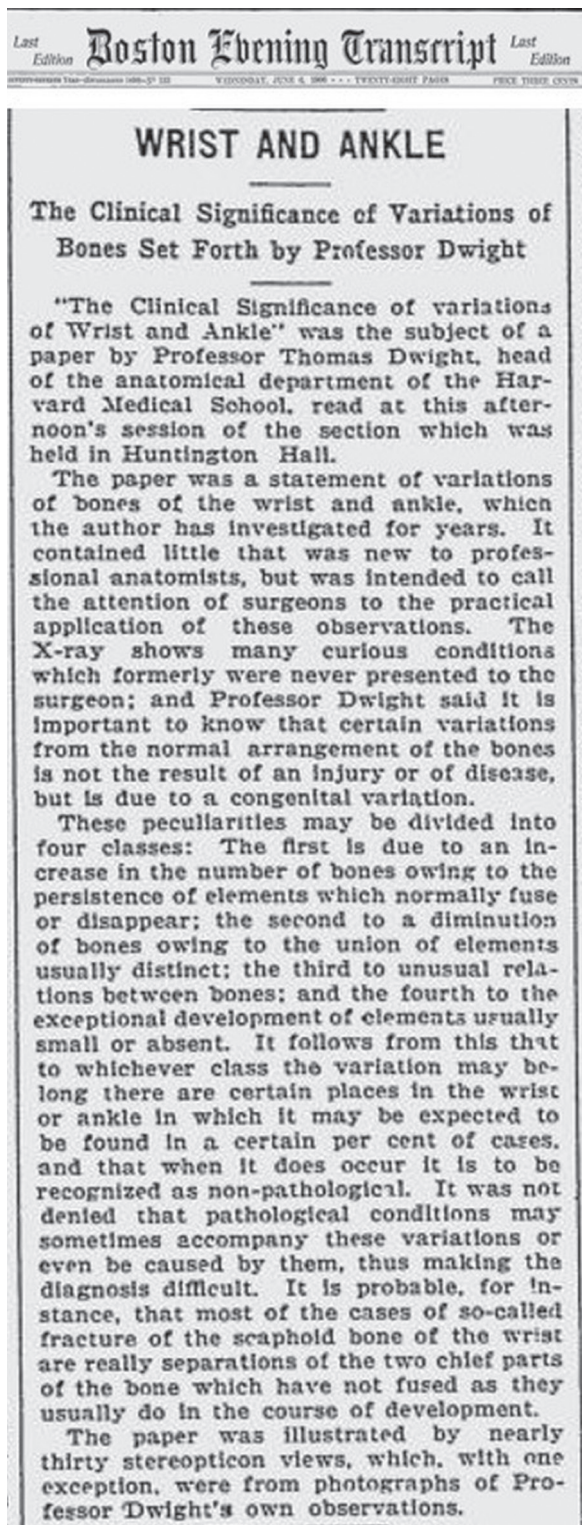 Last
Edition
Boston Evening Transcript
Last
Edition
WEDNESDAY, JUNE 6, 1906 - - - TWENTY-EIGHT PAGES
PRICE THREE CENTS
WRIST AND ANKLE
The Clinical Significance of Variations of
Bones Set Forth by Professor Dwight
"The Clinical Significance of variations
of Wrist and Ankle" was the subject of a
paper by Professor Thomas Dwight, head
of the anatomical department of the Har-
vard Medical School, read at this after-
noon's session of the section which was
held in Huntington Hall.
The paper was a statement of variations
of bones of the wrist and ankle, which
the author has investigated for years. It
contained little that was new to profes-
sional anatomists, but was intended to call
the attention of surgeons to the practical
application of these observations. The
X-ray shows many curious conditions
which formerly were never presented to the
surgeon; and Professor Dwight said it is
important to know that certain variations
from the normal arrangement of the bones
is not the result of an injury or of disease,
but is due to a congenital variation.
These peculiarities may be divided into
four classes: The first is due to an in-
crease in the number of bones owing to the
persistence of elements which normally fuse
or disappear; the second to a diminution
of bones owing to the union of elements
usually distinct; the third to unusual rela-
tions between bones; and the fourth to the
exceptional development of elements usually
small or absent. It follows from this that
to whichever class the variation may be-
long there are certain places in the wrist
or ankle in which it may be expected to
be found in a certain per cent of cases,
and that when it does occur it is to be
recognized as non-pathological. It was not
denied that pathological conditions may
sometimes accompany these variations or
even be caused by them, thus making the
diagnosis difficult. It is probable, for in-
stance, that most of the cases of so-called
fracture of the scaphoid bone of the wrist
are really separations of the two chief parts
of the bone which have not fused as they
usually do in the course of development.
The paper was illustrated by nearly
thirty stereopticon views, which, with one
exception, were from photographs of Pro-
fessor Dwight's own observations.